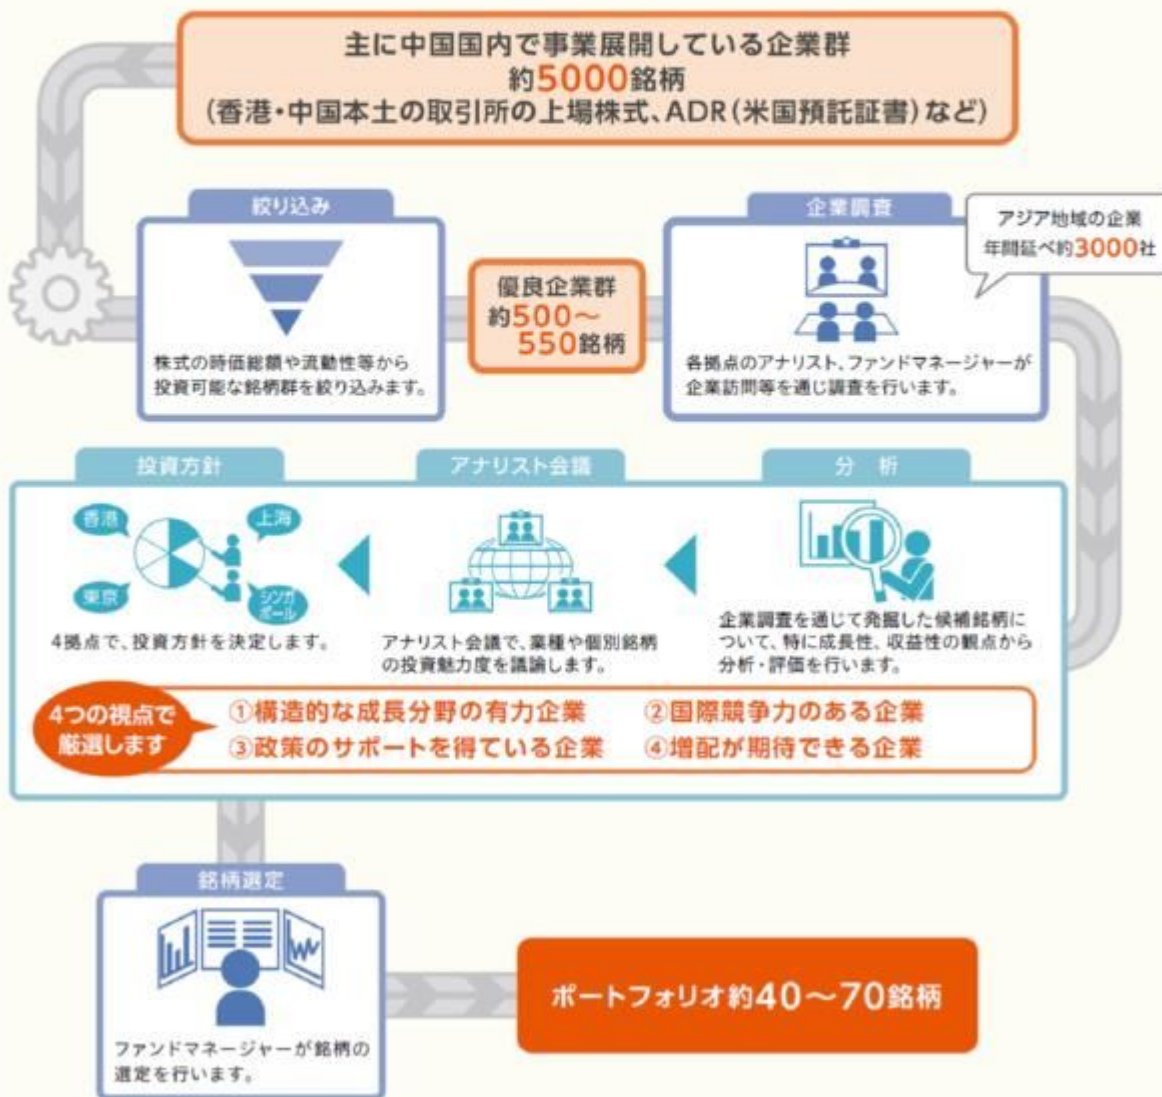 主に中国国内で事業展開している企業群
約5000銘柄
(香港・中国本土の取引所の上場株式、ADR(米国預託証書)など)
絞り込み
株式の時価総額や流動性等から
投資可能な銘柄群を絞り込みます。
優良企業群
約500〜
550銘柄
企業調査
アジア地域の企業
年間延べ約3000社
各拠点のアナリスト、ファンドマネージャーが
企業訪問等を通じ調査を行います。
分 析
企業調査を通じて発掘した候補銘柄に
ついて、特に成長性、収益性の観点から
分析・評価を行います。
アナリスト会議
アナリスト会議で、業種や個別銘柄
の投資魅力度を議論します。
投資方針
香港
上海
東京
シンガ
ポール
4拠点で、投資方針を決定します。
4つの視点で
厳選します
①構造的な成長分野の有力企業 ②国際競争力のある企業
③政策のサポートを得ている企業 ④増配が期待できる企業
銘柄選定
ファンドマネージャーが銘柄の
選定を行います。
ポートフォリオ約40〜70銘柄